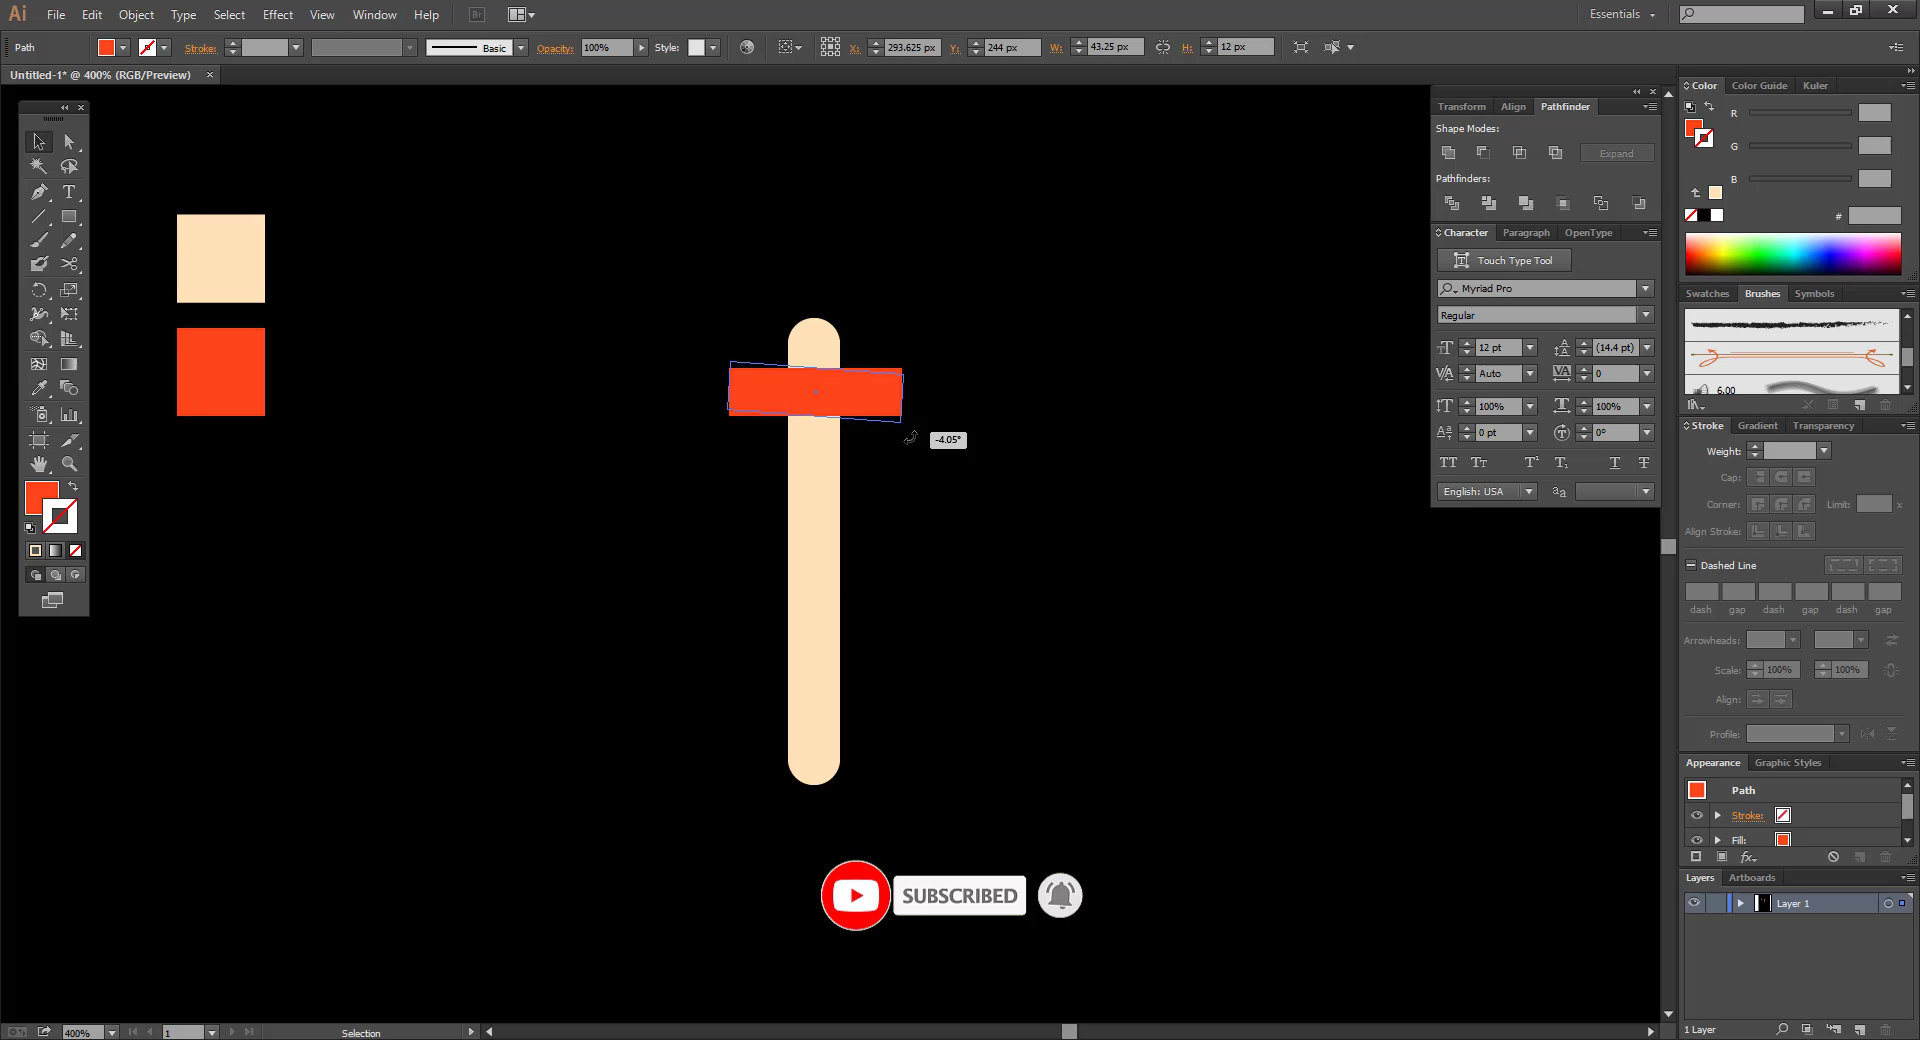 Ai File Edit Object Type Select Effect View Window Help Br Essentials
Path Stroke: Basic Opacity: 100% Style: X: 293.625 px Y: 244 px W: 43.25 px H: 12 px
Untitled-1* @ 400% (RGB/Preview) ×
Color Color Guide Kuler
R
G
B
#
Transform Align Pathfinder
Shape Modes:
Expand
Pathfinders:
Character Paragraph OpenType
Touch Type Tool
Myriad Pro
Regular
12 pt (14.4 pt)
Auto 0
100% 100%
0 pt 0°
English: USA
Swatches Brushes Symbols
6.00
Stroke Gradient Transparency
Weight:
Cap:
Corner: Limit: x
Align Stroke:
Dashed Line
dash gap dash gap dash gap
Arrowheads:
Scale: 100% 100%
Align:
Profile:
Appearance Graphic Styles
Path
Stroke:
Fill:
fx
Layers Artboards
Layer 1
1 Layer
-4.05°
SUBSCRIBED
400% 1 Selection